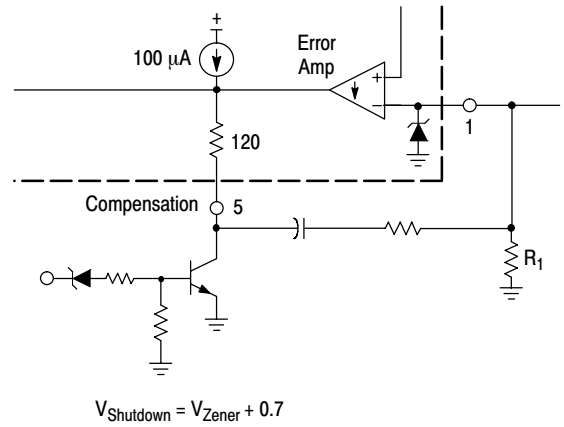 +
100 μA
Error
Amp
+
−
1
120
Compensation
5
R1
VShutdown = VZener + 0.7